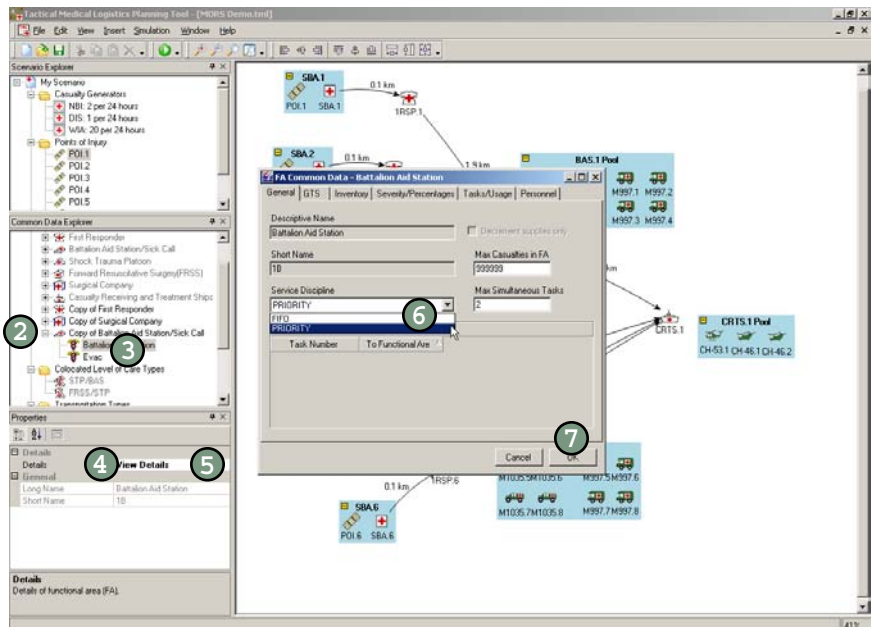 Tactical Medical Logistics Planning Tool - [MORS Demo.tml]
File Edit View Insert Simulation Window Help
Scenario Explorer
My Scenario
Casualty Generators
NBI: 2 per 24 hours
DIS: 1 per 24 hours
WIA: 20 per 24 hours
Points of Injury
POI.1
POI.2
POI.3
POI.4
POI.5
Common Data Explorer
First Responder
Battalion Aid Station/Sick Call
Shock Trauma Platoon
Forward Resuscitative Surgery(FRSS)
Surgical Company
Casualty Receiving and Treatment Ships
Copy of First Responder
Copy of Surgical Company
2
Copy of Battalion Aid Station/Sick Call
3
Evac
Colocated Level of Care Types
STP/BAS
FRSS/STP
Transportation Types
Properties
Details
Details
4
View Details
5
General
Long Name
Battalion Aid Station
Short Name
1B
Details
Details of functional area (FA).
SBA.1
POI.1 SBA.1
0.1 km
1RSP.1
SBA.2
0.1 km
1.9 km
BAS.1 Pool
M997.1 M997.2
M997.3 M997.4
km
CRTS.1
CRTS.1 Pool
CH-53.1 CH-46.1 CH-46.2
FA Common Data - Battalion Aid Station
General GTS Inventory Severity/Percentages Tasks/Usage Personnel
Descriptive Name
Battalion Aid Station
Decrement supplies only
Short Name
1B
Max Casualties in FA
999999
Service Discipline
PRIORITY
Max Simultaneous Tasks
2
FIFO
PRIORITY
6
Task Number To Functional Are
7
Cancel
OK
0.1 km
1RSP.6
SBA.6
POI.6 SBA.6
M1035.5 M1035.6 M997.5 M997.6
M1035.7 M1035.8 M997.7 M997.8
41%